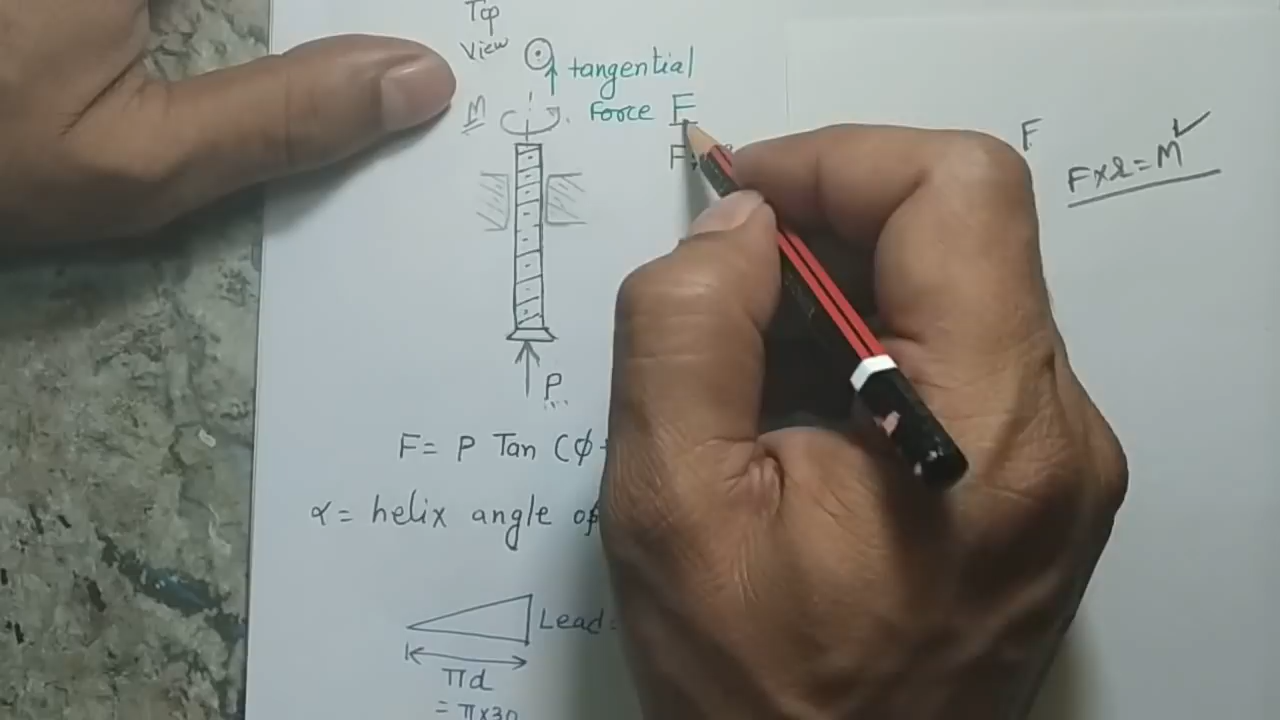 Top
View
tangential
M Force F
F
F
F×r=M ✓
P
F= P Tan (ϕ
α= helix angle of
Lead
πd
= π×30